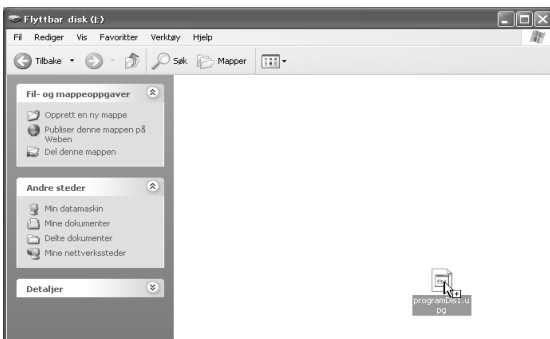 Flyttbar disk (J:)
Fil Rediger Vis Favoritter Verktøy Hjelp
Tilbake Søk Mapper
Fil- og mappeoppgaver
Opprett en ny mappe
Publiser denne mappen på
Weben
Del denne mappen
Andre steder
Min datamaskin
Mine dokumenter
Delte dokumenter
Mine nettverkssteder
Detaljer
programDisI.u
pg